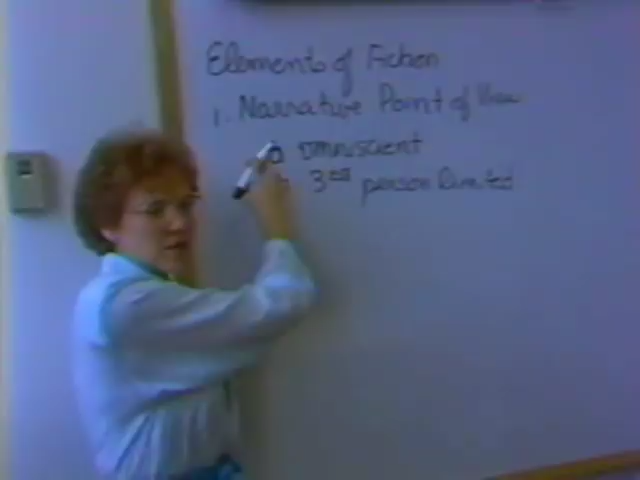 Elements of Fiction
1. Narrative Point of View
a omniscient
3rd person limited